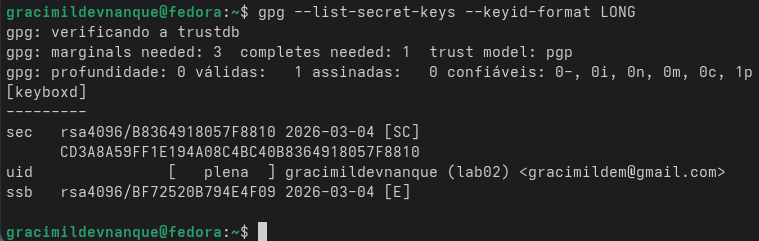 gracimildevnanque@fedora:~$ gpg --list-secret-keys --keyid-format LONG
gpg: verificando a trustdb
gpg: marginals needed: 3  completes needed: 1  trust model: pgp
gpg: profundidade: 0 válidas:   1 assinadas:   0 confiáveis: 0-, 0i, 0n, 0m, 0c, 1p
[keyboxd]
---------
sec   rsa4096/B8364918057F8810 2026-03-04 [SC]
      CD3A8A59FF1E194A08C4BC40B8364918057F8810
uid               [   plena  ] gracimildevnanque (lab02) <gracimildem@gmail.com>
ssb   rsa4096/BF72520B794E4F09 2026-03-04 [E]
gracimildevnanque@fedora:~$